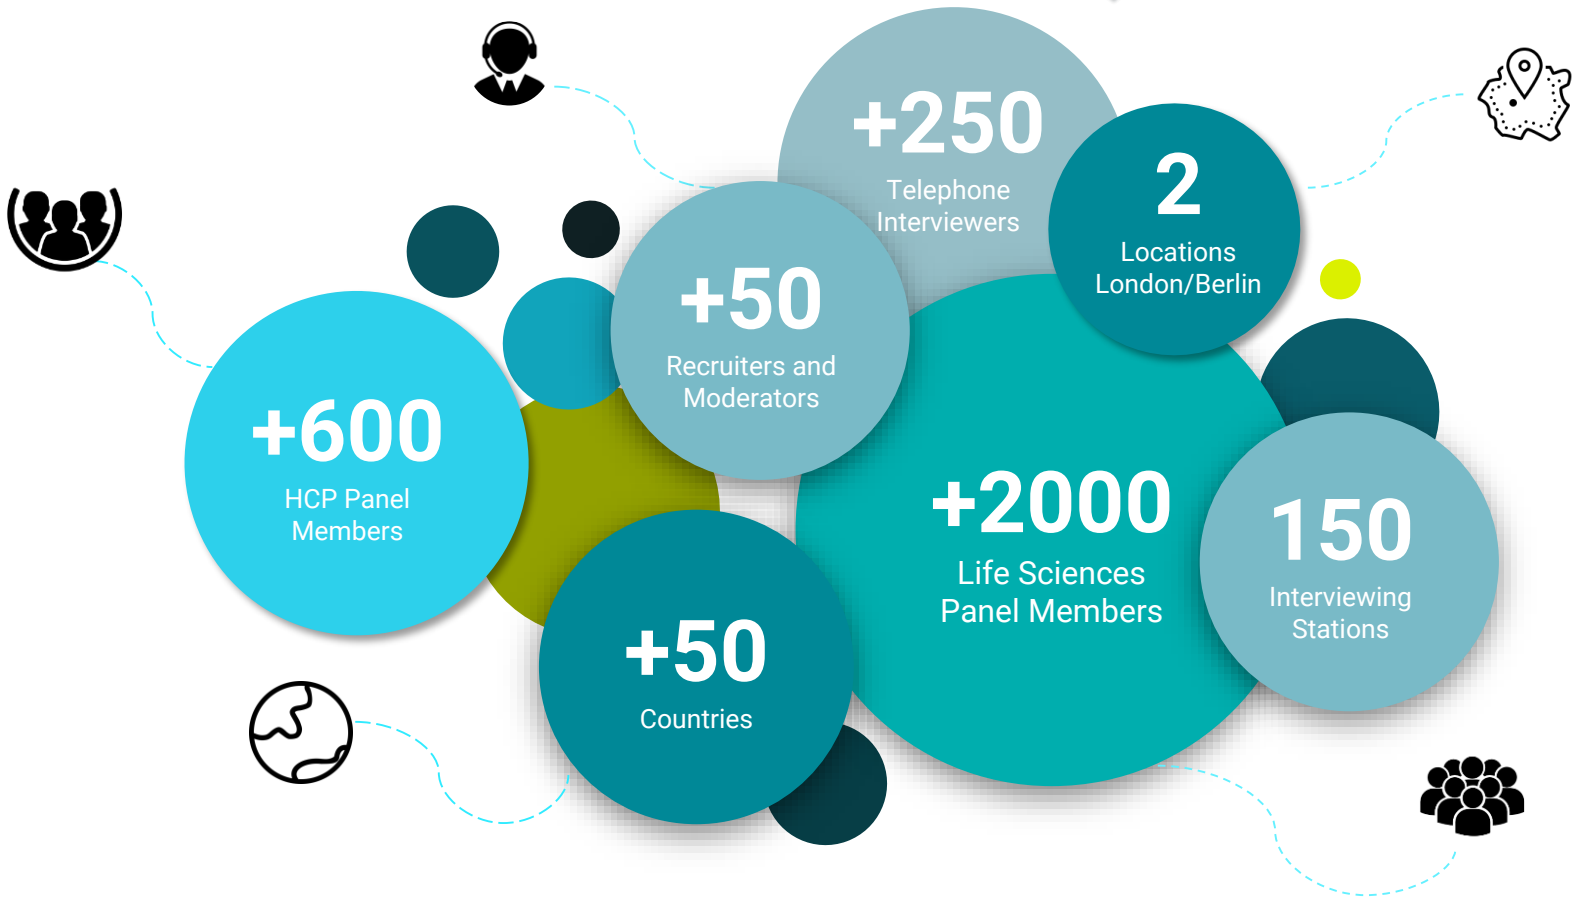 +250
Telephone
Interviewers
2
Locations
London/Berlin
+50
Recruiters and
Moderators
+600
HCP Panel
Members
+2000
Life Sciences
Panel Members
150
Interviewing
Stations
+50
Countries